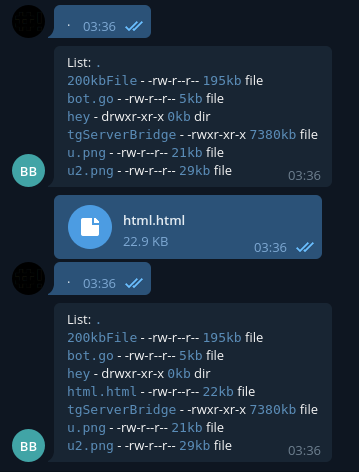 . 03:36
List: .
200kbFile - -rw-r--r-- 195kb file
bot.go - -rw-r--r-- 5kb file
hey - drwxr-xr-x 0kb dir
tgServerBridge - -rwxr-xr-x 7380kb file
u.png - -rw-r--r-- 21kb file
u2.png - -rw-r--r-- 29kb file
BB
03:36
html.html
22.9 KB
03:36
. 03:36
List: .
200kbFile - -rw-r--r-- 195kb file
bot.go - -rw-r--r-- 5kb file
hey - drwxr-xr-x 0kb dir
html.html - -rw-r--r-- 22kb file
tgServerBridge - -rwxr-xr-x 7380kb file
u.png - -rw-r--r-- 21kb file
u2.png - -rw-r--r-- 29kb file
BB
03:36